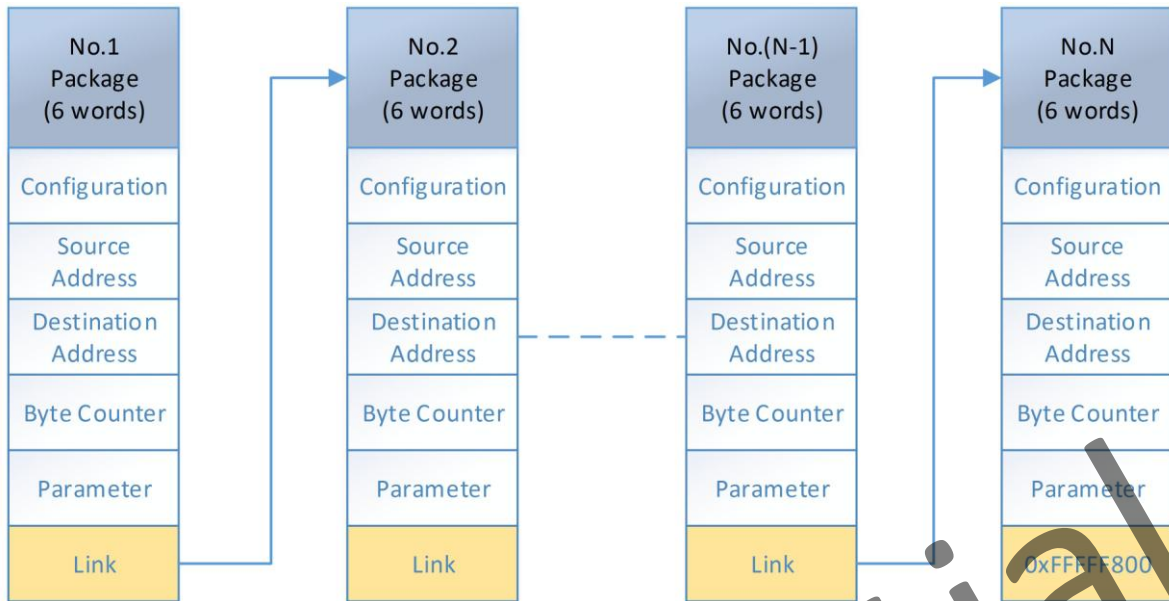 No.1
Package
(6 words)
Configuration
Source
Address
Destination
Address
Byte Counter
Parameter
Link
No.2
Package
(6 words)
Configuration
Source
Address
Destination
Address
Byte Counter
Parameter
Link
No.(N-1)
Package
(6 words)
Configuration
Source
Address
Destination
Address
Byte Counter
Parameter
Link
No.N
Package
(6 words)
Configuration
Source
Address
Destination
Address
Byte Counter
Parameter
0xFFFFF800